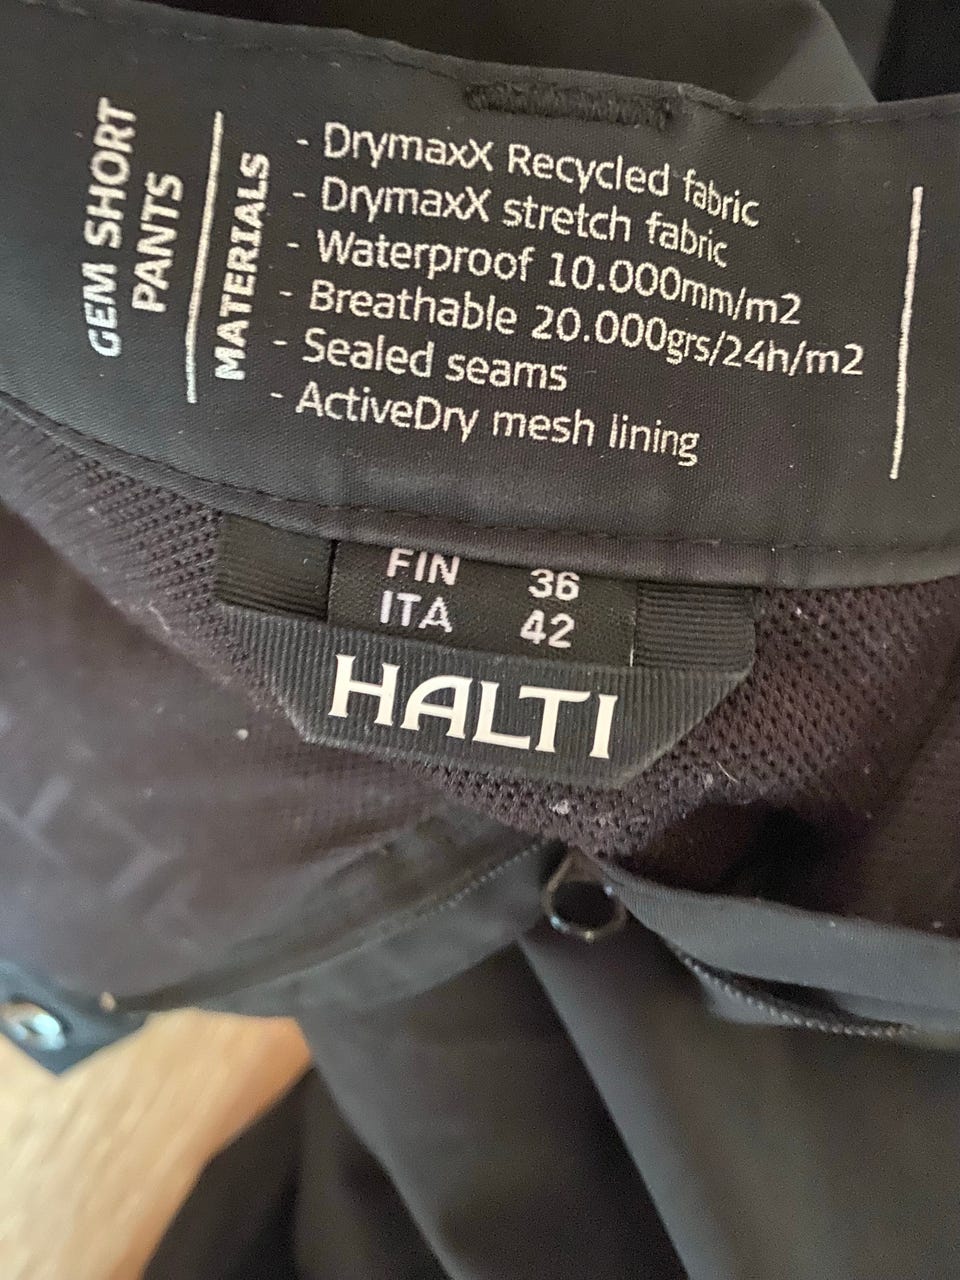 GEM SHORT
PANTS
MATERIALS
- DrymaxX Recycled fabric
- DrymaxX stretch fabric
- Waterproof 10.000mm/m2
- Breathable 20.000grs/24h/m2
- Sealed seams
- ActiveDry mesh lining
FIN 36
ITA 42
HALTI